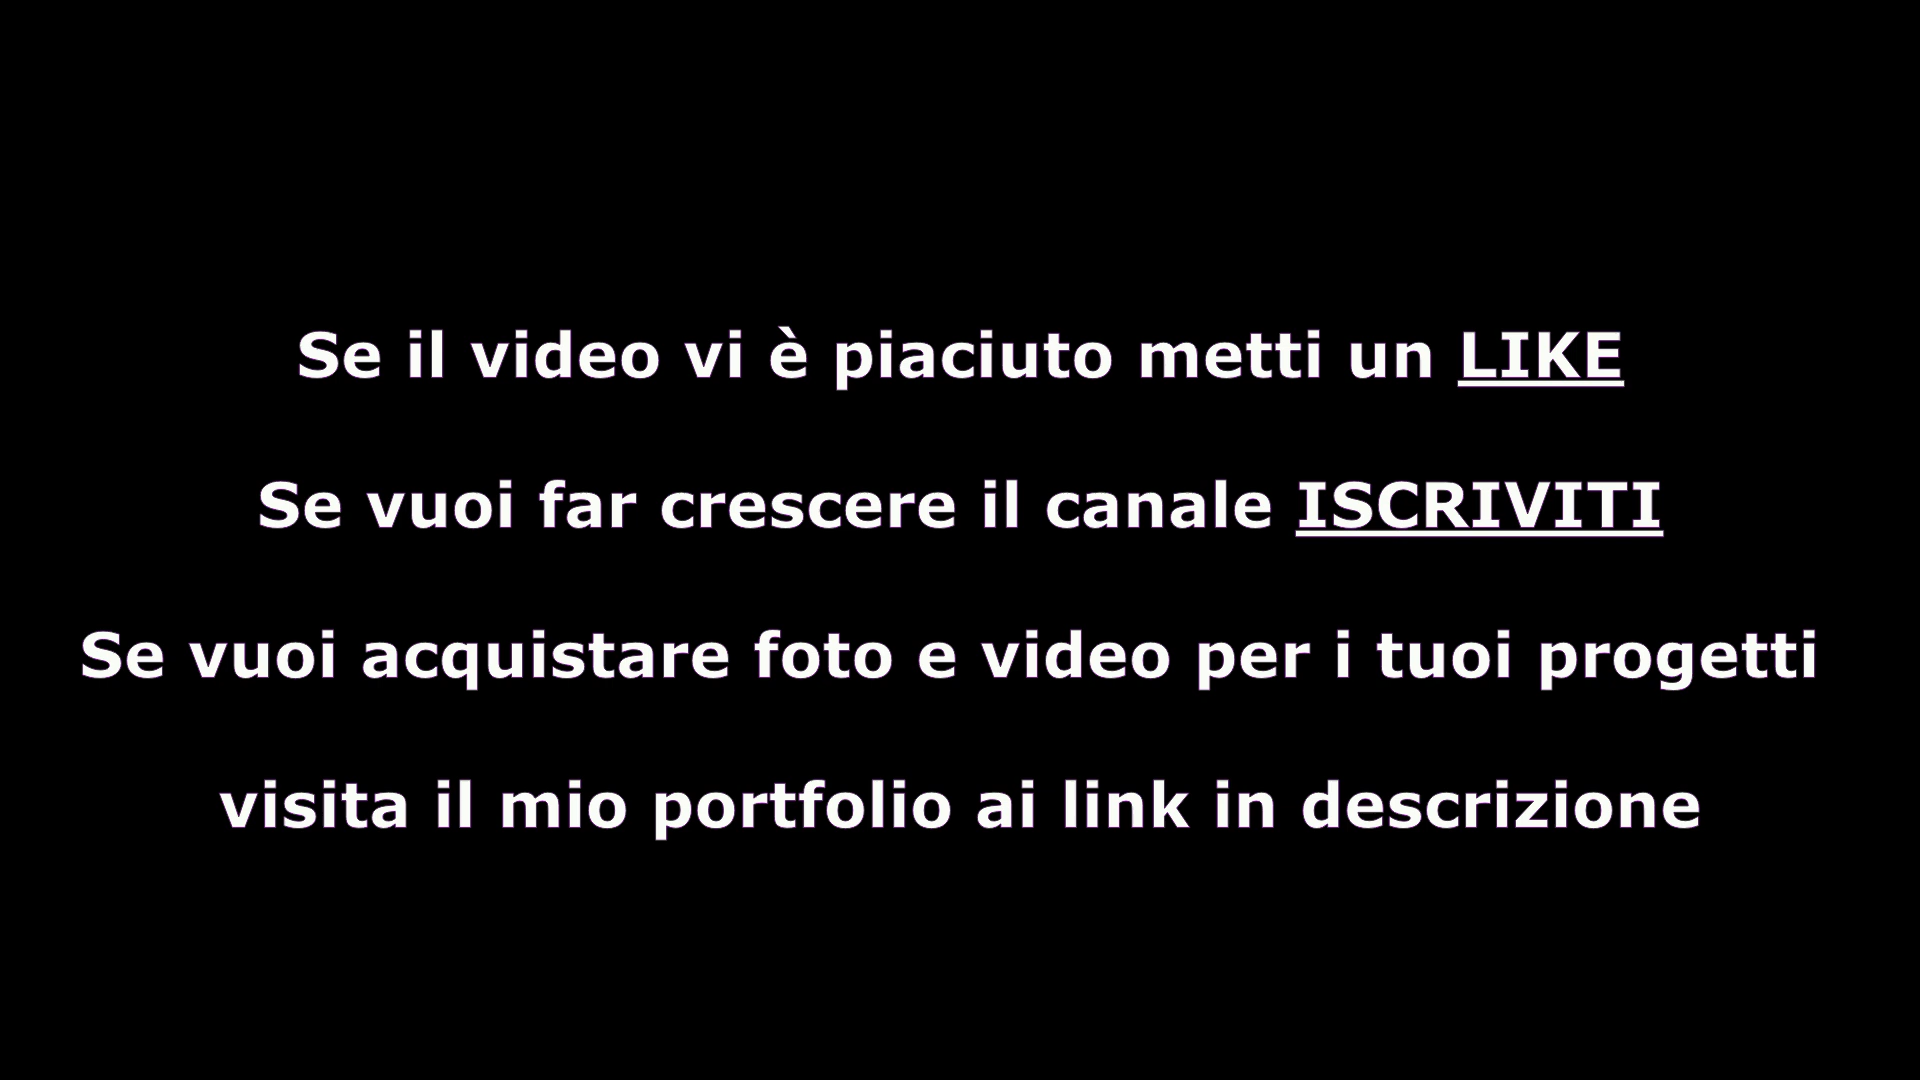 Se il video vi è piaciuto metti un LIKE
Se vuoi far crescere il canale ISCRIVITI
Se vuoi acquistare foto e video per i tuoi progetti
visita il mio portfolio ai link in descrizione